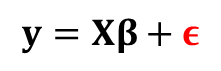 y = Xβ + ϵ